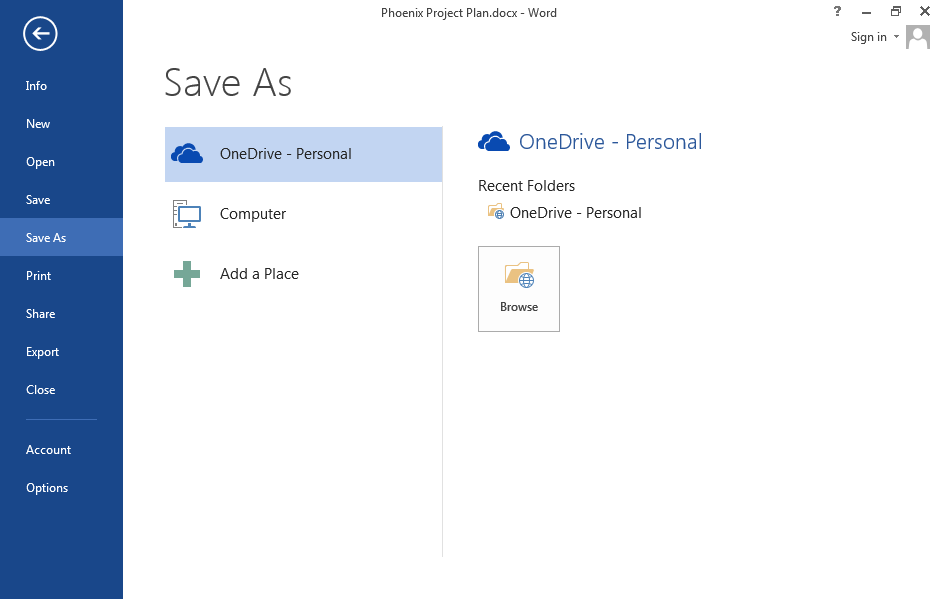 Phoenix Project Plan.docx - Word
?
Sign in
Info
New
Open
Save
Save As
Print
Share
Export
Close
Account
Options
Save As
OneDrive - Personal
Computer
Add a Place
OneDrive - Personal
Recent Folders
OneDrive - Personal
Browse